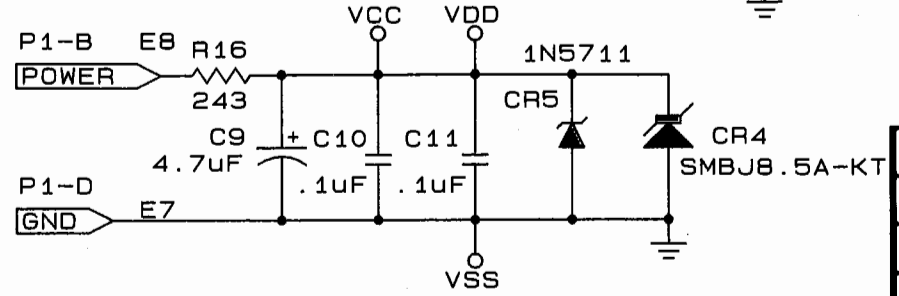 VCC VDD
P1-B E8 R16 1N5711
POWER
243 CR5
C9 + C10 C11 CR4
4.7uF .1uF .1uF SMBJ8.5A-KT
P1-D
GND E7
VSS